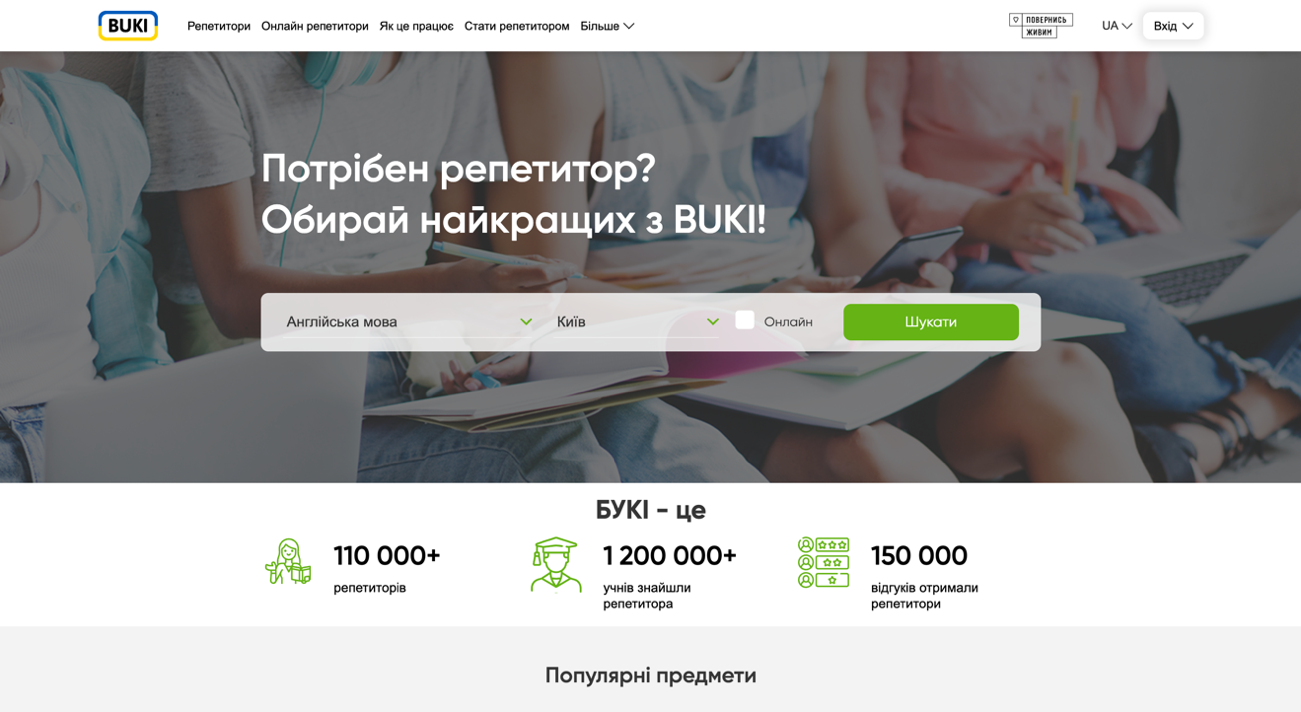 BUKI
Репетитори Онлайн репетитори Як це працює Стати репетитором Більше
ПОВЕРНИСЬ
ЖИВИМ
UA
Вхід
Потрібен репетитор?
Обирай найкращих з BUKI!
Англійська мова Київ Онлайн Шукати
БУКІ - це
110 000+
репетиторів
1 200 000+
учнів знайшли
репетитора
150 000
відгуків отримали
репетитори
Популярні предмети